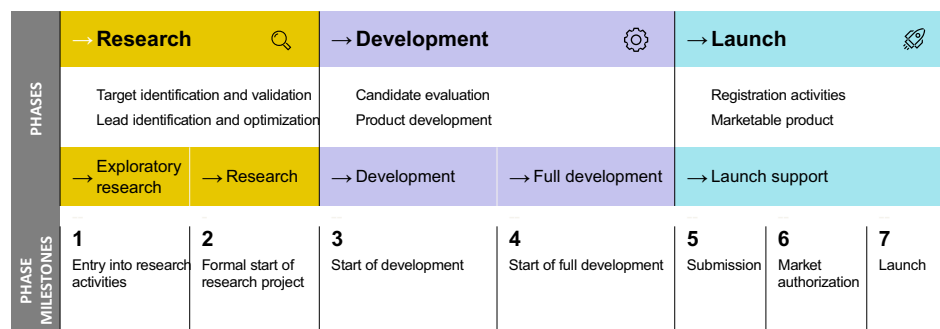 PHASES
→ Research
→ Development
→ Launch
Target identification and validation
Lead identification and optimization
Candidate evaluation
Product development
Registration activities
Marketable product
→ Exploratory
research
→ Research
→ Development
→ Full development
→ Launch support
PHASE
MILESTONES
1
Entry into research
activities
2
Formal start of
research project
3
Start of development
4
Start of full development
5
Submission
6
Market
authorization
7
Launch